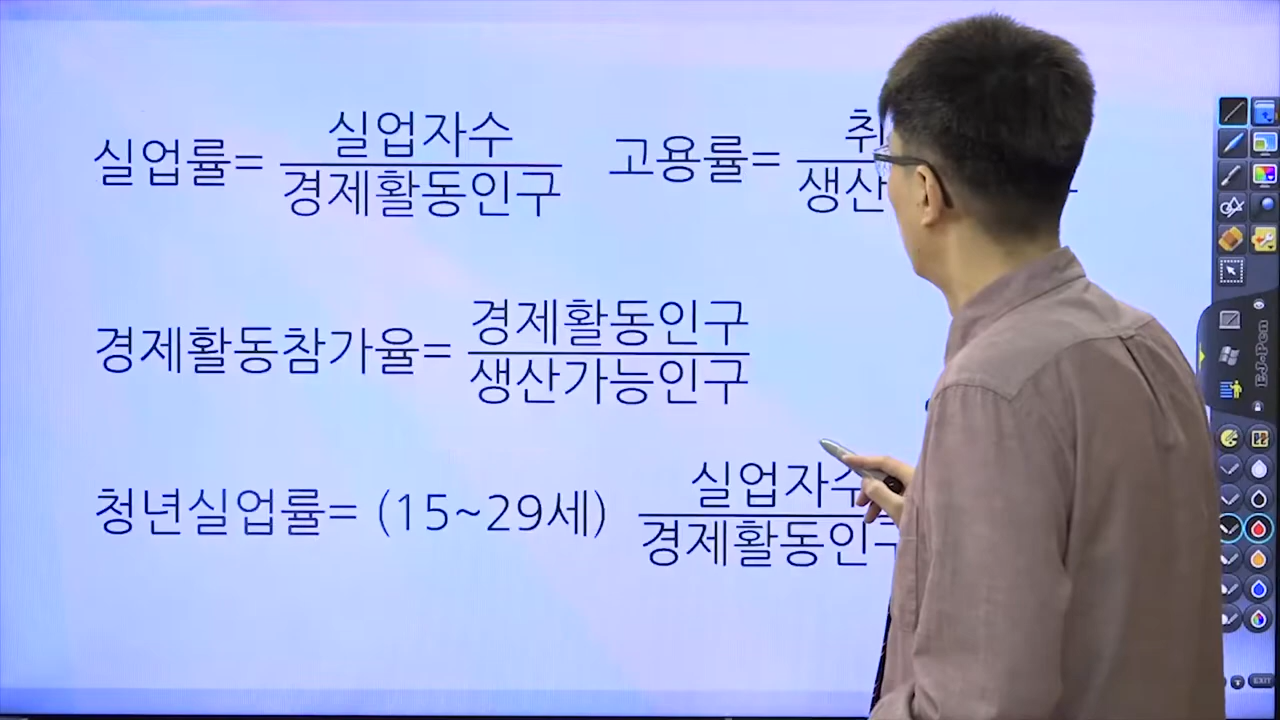 실업률= 실업자수
경제활동인구
고용률= 취
생산
경제활동참가율= 경제활동인구
생산가능인구
청년실업률= (15~29세) 실업자수
경제활동인구
EJ-Pen
EXIT